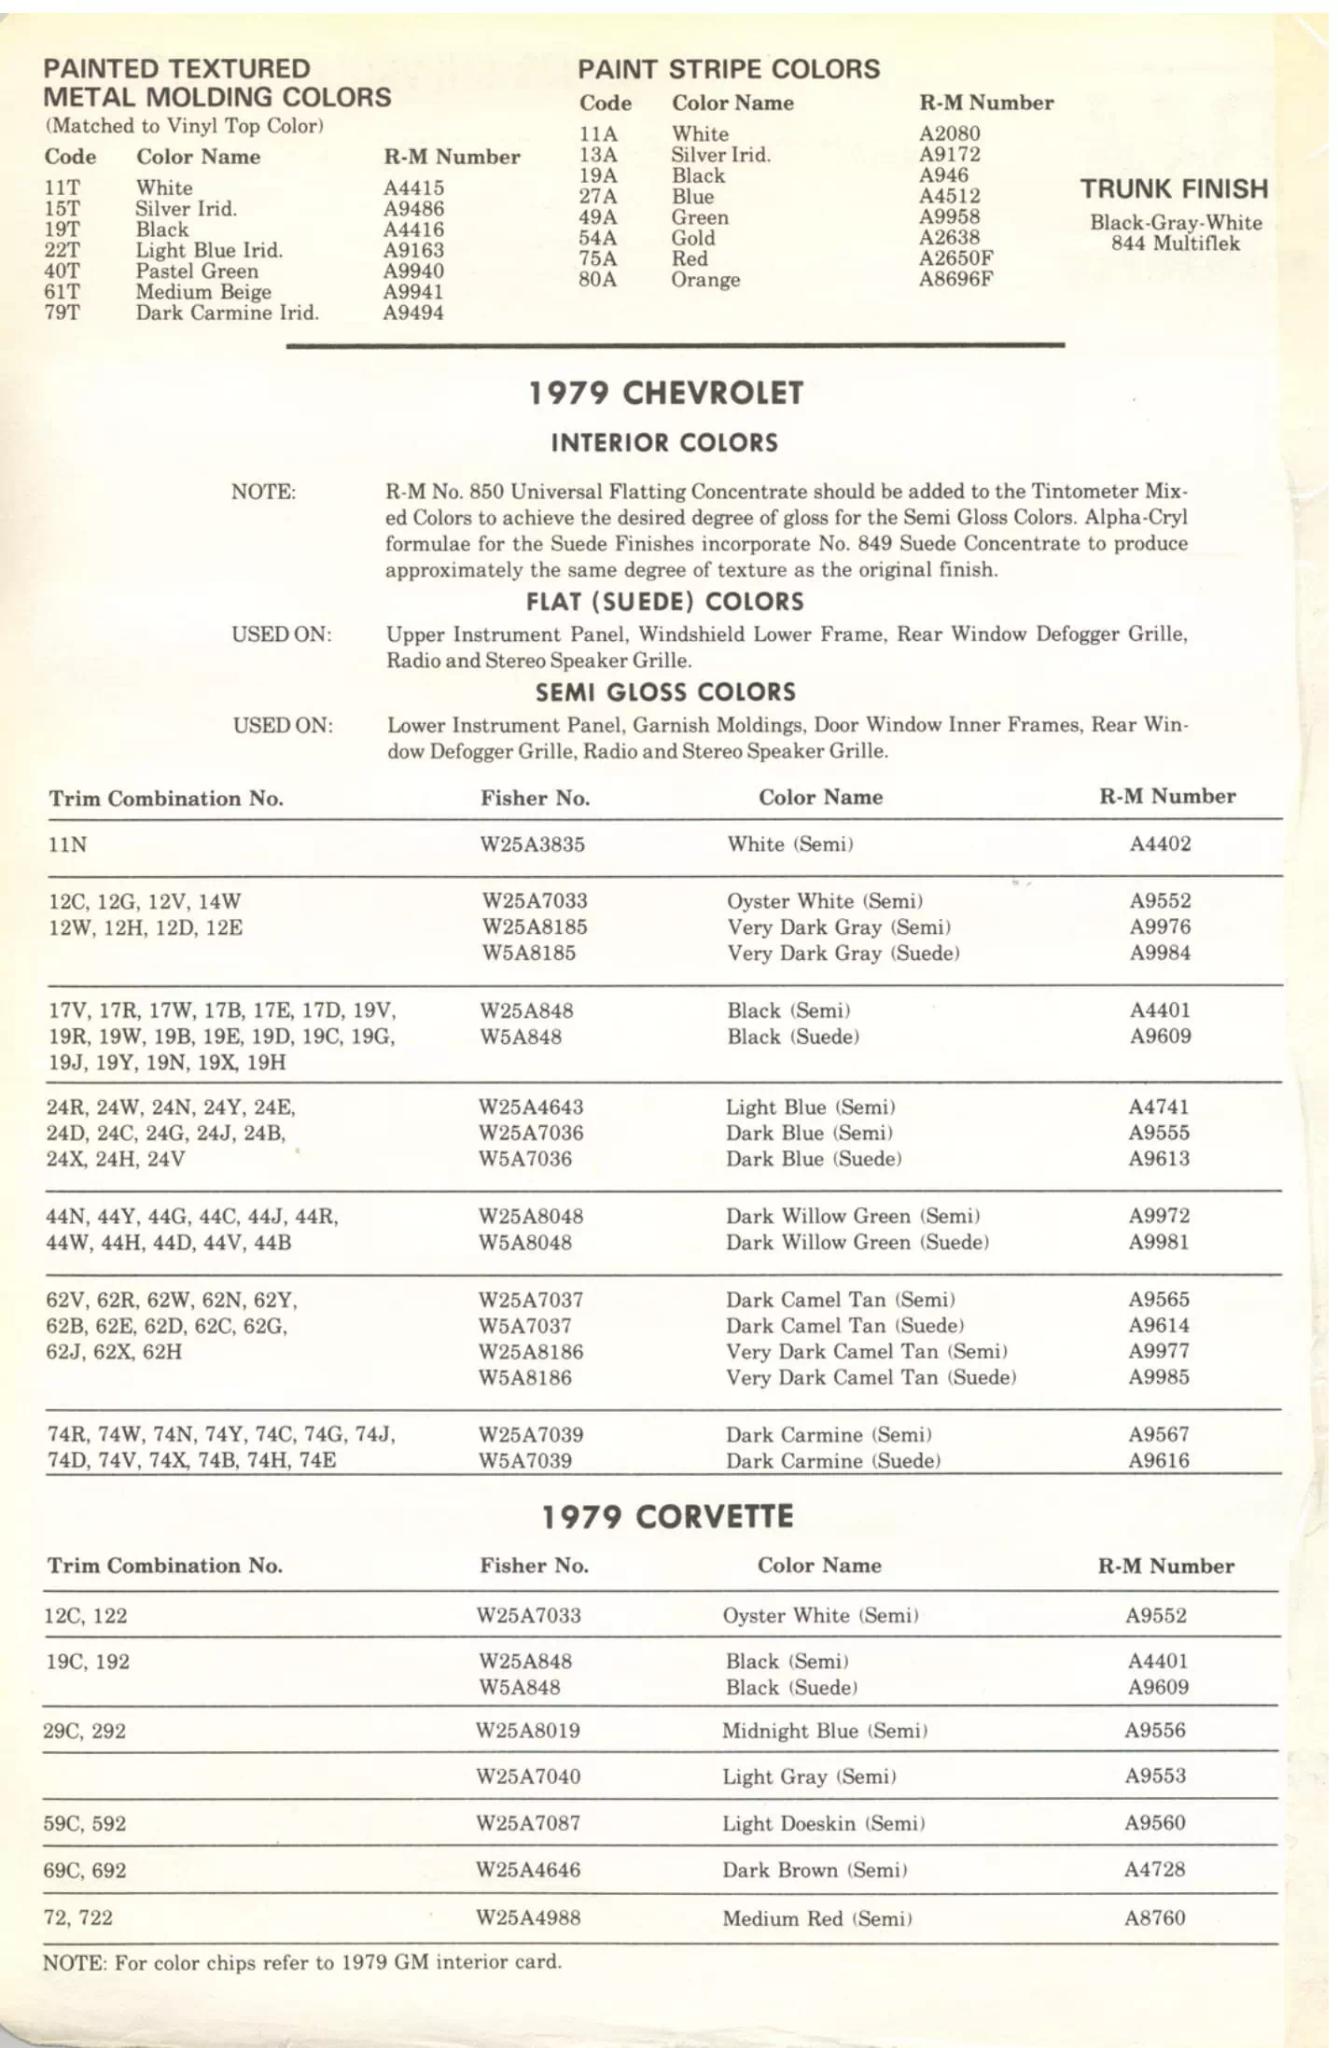 PAINTED TEXTURED
METAL MOLDING COLORS
(Matched to Vinyl Top Color)
Code Color Name R-M Number
11T White A4415
15T Silver Irid. A9486
19T Black A4416
22T Light Blue Irid. A9163
40T Pastel Green A9940
61T Medium Beige A9941
79T Dark Carmine Irid. A9494
PAINT STRIPE COLORS
Code Color Name R-M Number
11A White A2080
13A Silver Irid. A9172
19A Black A946
27A Blue A4512
49A Green A9958
54A Gold A2638
75A Red A2650F
80A Orange A8696F
TRUNK FINISH
Black-Gray-White
844 Multiflek
1979 CHEVROLET
INTERIOR COLORS
NOTE: R-M No. 850 Universal Flatting Concentrate should be added to the Tintometer Mix-
ed Colors to achieve the desired degree of gloss for the Semi Gloss Colors. Alpha-Cryl
formulae for the Suede Finishes incorporate No. 849 Suede Concentrate to produce
approximately the same degree of texture as the original finish.
FLAT (SUEDE) COLORS
USED ON: Upper Instrument Panel, Windshield Lower Frame, Rear Window Defogger Grille,
Radio and Stereo Speaker Grille.
SEMI GLOSS COLORS
USED ON: Lower Instrument Panel, Garnish Moldings, Door Window Inner Frames, Rear Win-
dow Defogger Grille, Radio and Stereo Speaker Grille.
Trim Combination No. Fisher No. Color Name R-M Number
11N W25A3835 White (Semi) A4402
12C, 12G, 12V, 14W W25A7033 Oyster White (Semi) A9552
12W, 12H, 12D, 12E W25A8185 Very Dark Gray (Semi) A9976
W5A8185 Very Dark Gray (Suede) A9984
17V, 17R, 17W, 17B, 17E, 17D, 19V, W25A848 Black (Semi) A4401
19R, 19W, 19B, 19E, 19D, 19C, 19G, W5A848 Black (Suede) A9609
19J, 19Y, 19N, 19X, 19H
24R, 24W, 24N, 24Y, 24E, W25A4643 Light Blue (Semi) A4741
24D, 24C, 24G, 24J, 24B, W25A7036 Dark Blue (Semi) A9555
24X, 24H, 24V W5A7036 Dark Blue (Suede) A9613
44N, 44Y, 44G, 44C, 44J, 44R, W25A8048 Dark Willow Green (Semi) A9972
44W, 44H, 44D, 44V, 44B W5A8048 Dark Willow Green (Suede) A9981
62V, 62R, 62W, 62N, 62Y, W25A7037 Dark Camel Tan (Semi) A9565
62B, 62E, 62D, 62C, 62G, W5A7037 Dark Camel Tan (Suede) A9614
62J, 62X, 62H W25A8186 Very Dark Camel Tan (Semi) A9977
W5A8186 Very Dark Camel Tan (Suede) A9985
74R, 74W, 74N, 74Y, 74C, 74G, 74J, W25A7039 Dark Carmine (Semi) A9567
74D, 74V, 74X, 74B, 74H, 74E W5A7039 Dark Carmine (Suede) A9616
1979 CORVETTE
Trim Combination No. Fisher No. Color Name R-M Number
12C, 122 W25A7033 Oyster White (Semi) A9552
19C, 192 W25A848 Black (Semi) A4401
W5A848 Black (Suede) A9609
29C, 292 W25A8019 Midnight Blue (Semi) A9556
W25A7040 Light Gray (Semi) A9553
59C, 592 W25A7087 Light Doeskin (Semi) A9560
69C, 692 W25A4646 Dark Brown (Semi) A4728
72, 722 W25A4988 Medium Red (Semi) A8760
NOTE: For color chips refer to 1979 GM interior card.